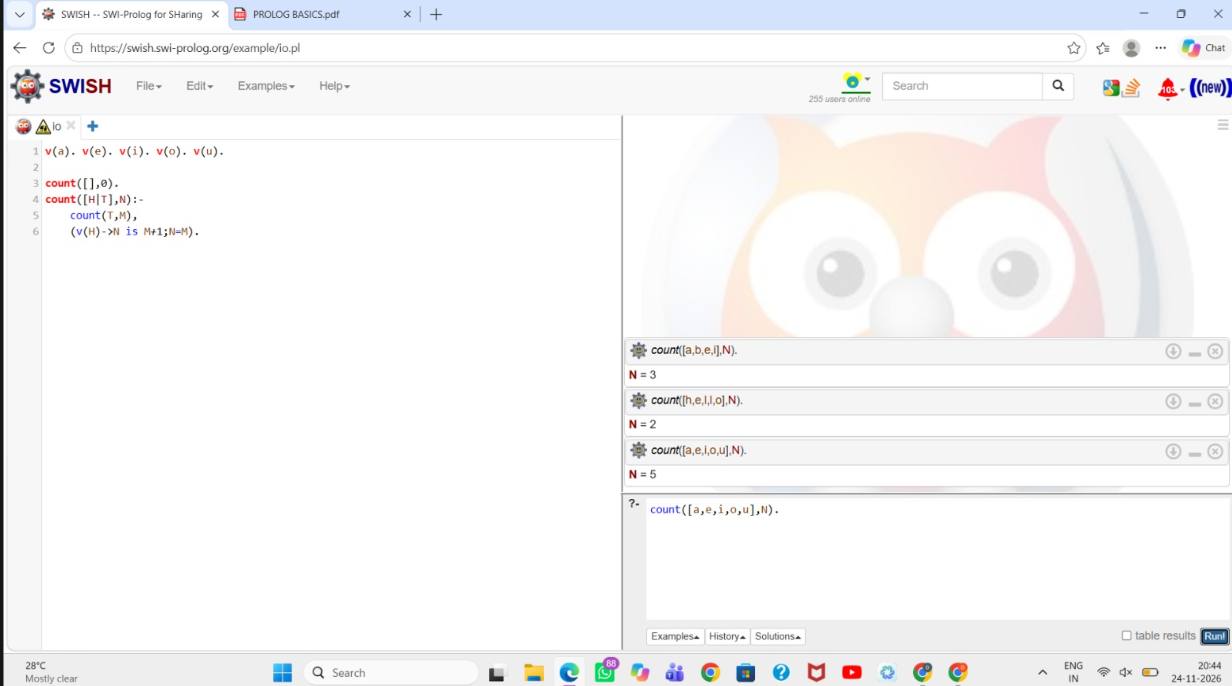 SWISH -- SWI-Prolog for SHaring
PROLOG BASICS.pdf
https://swish.swi-prolog.org/example/io.pl
Chat
SWISH
File
Edit
Examples
Help
255 users online
Search
103
((new))
io
1 v(a). v(e). v(i). v(o). v(u).
2
3 count([],0).
4 count([H|T],N):-
5 count(T,M),
6 (v(H)->N is M+1;N=M).
count([a,b,e,i],N).
N = 3
count([h,e,l,l,o],N).
N = 2
count([a,e,i,o,u],N).
N = 5
?- count([a,e,i,o,u],N).
Examples
History
Solutions
table results
Run!
28°C
Mostly clear
Search
68
ENG
IN
20:44
24-11-2026